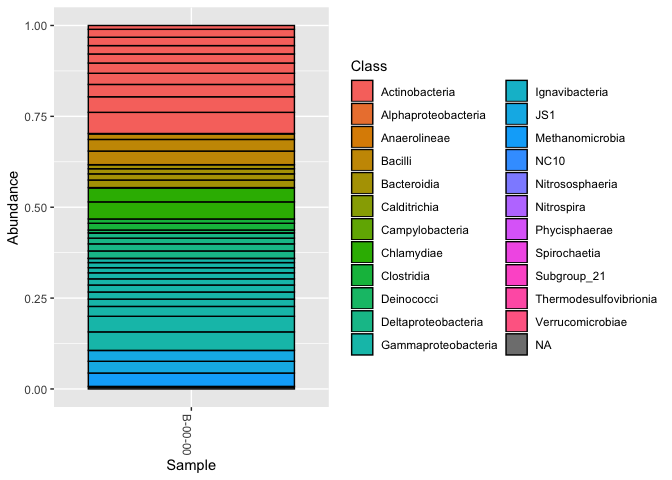 1.00
0.75
0.50
0.25
0.00
Abundance
B-00-00
Sample
Class
Actinobacteria
Alphaproteobacteria
Anaerolineae
Bacilli
Bacteroidia
Calditrichia
Campylobacteria
Chlamydiae
Clostridia
Deinococci
Deltaproteobacteria
Gammaproteobacteria
Ignavibacteria
JS1
Methanomicrobia
NC10
Nitrososphaeria
Nitrospira
Phycisphaerae
Spirochaetia
Subgroup_21
Thermodesulfovibrionia
Verrucomicrobiae
NA